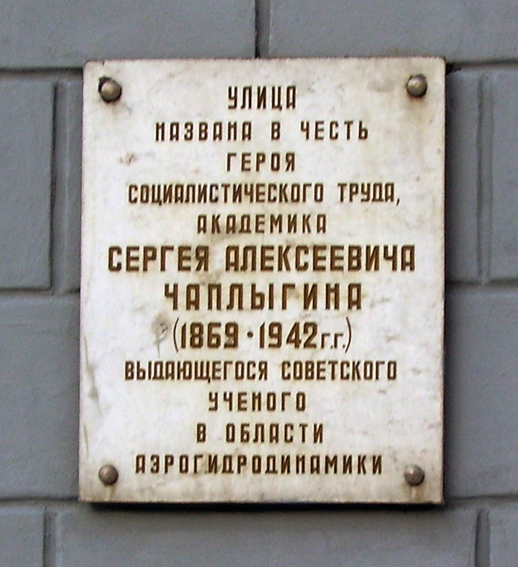 УЛИЦА
НАЗВАНА В ЧЕСТЬ
ГЕРОЯ
СОЦИАЛИСТИЧЕСКОГО ТРУДА,
АКАДЕМИКА
СЕРГЕЯ АЛЕКСЕЕВИЧА
ЧАПЛЫГИНА
(1869·1942г.г.)
ВЫДАЮЩЕГОСЯ СОВЕТСКОГО
УЧЕНОГО
В ОБЛАСТИ
АЭРОГИДРОДИНАМИКИ